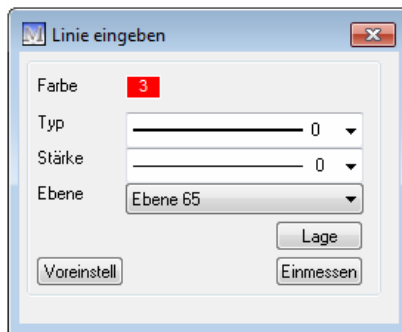 Linie eingeben
Farbe 3
Typ 0
Stärke 0
Ebene Ebene 65
Lage
Voreinstell Einmessen